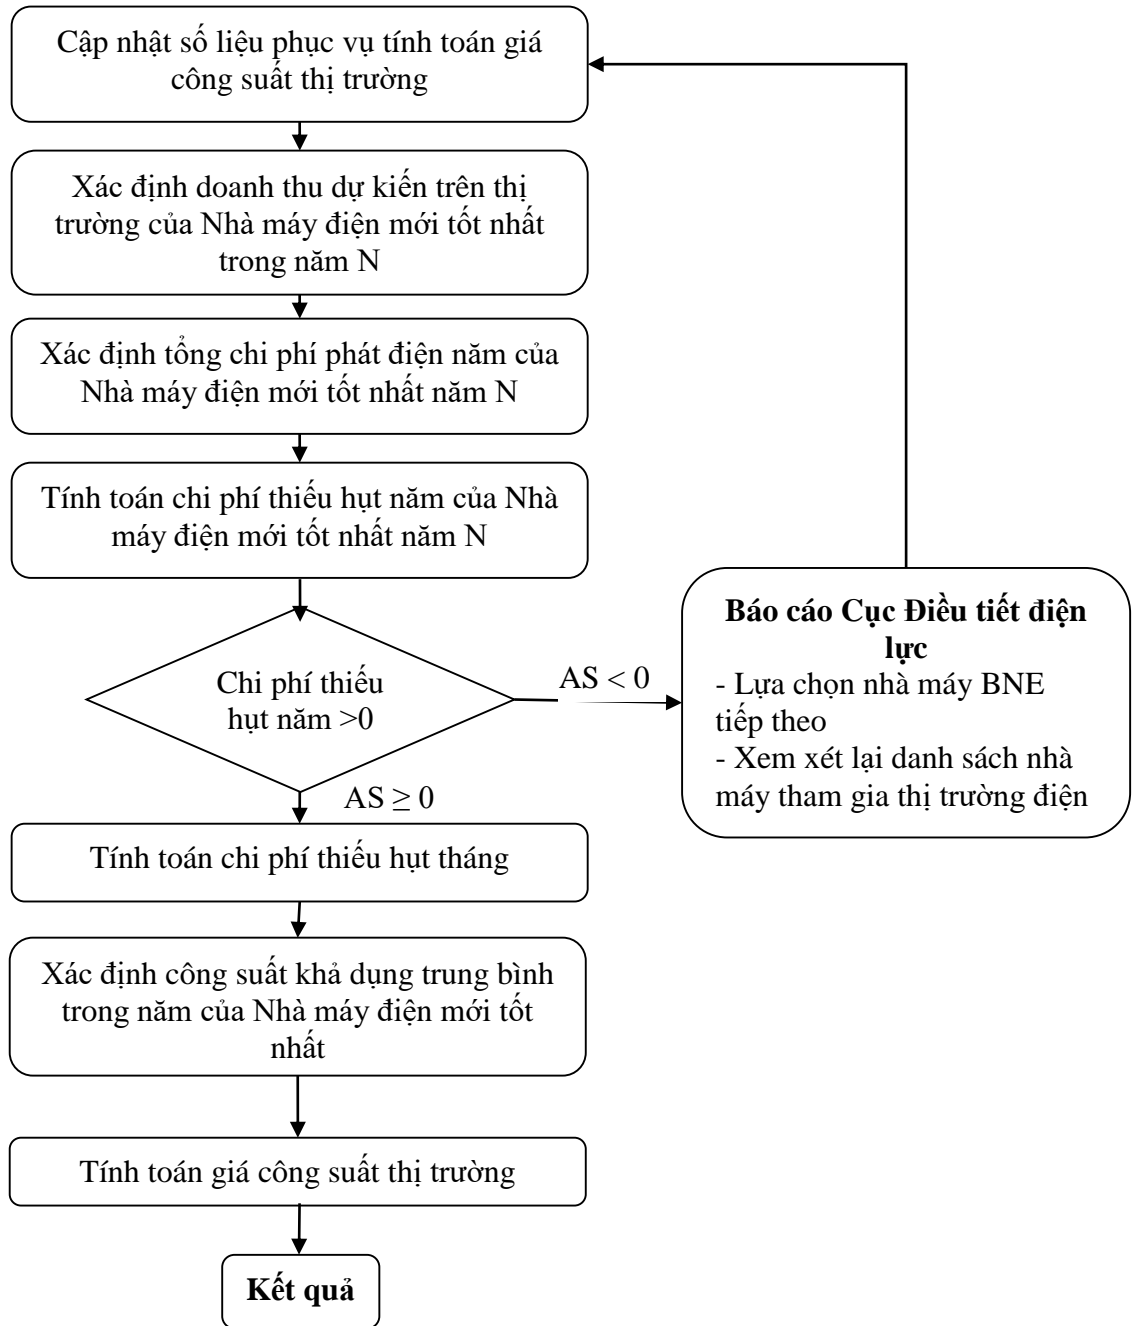 Cập nhật số liệu phục vụ tính toán giá
công suất thị trường
Xác định doanh thu dự kiến trên thị
trường của Nhà máy điện mới tốt nhất
trong năm N
Xác định tổng chi phí phát điện năm của
Nhà máy điện mới tốt nhất năm N
Tính toán chi phí thiếu hụt năm của Nhà
máy điện mới tốt nhất năm N
Chi phí thiếu
hụt năm >0
AS < 0
Báo cáo Cục Điều tiết điện
lực
- Lựa chọn nhà máy BNE
tiếp theo
- Xem xét lại danh sách nhà
máy tham gia thị trường điện
AS ≥ 0
Tính toán chi phí thiếu hụt tháng
Xác định công suất khả dụng trung bình
trong năm của Nhà máy điện mới tốt
nhất
Tính toán giá công suất thị trường
Kết quả